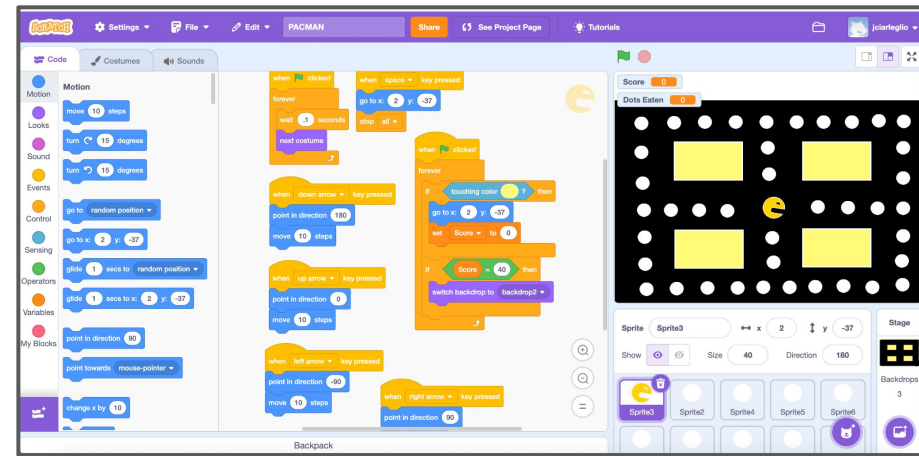 SCRATCH Settings File Edit PACMAN Share See Project Page Tutorials jciarleglio
Code Costumes Sounds
Motion
Looks
Sound
Events
Control
Sensing
Operators
Variables
My Blocks
Motion
move 10 steps
turn 15 degrees
turn 15 degrees
go to random position
go to x: 2 y: -37
glide 1 secs to random position
glide 1 secs to x: 2 y: -37
point in direction 90
point towards mouse-pointer
change x by 10
when clicked
forever
wait .1 seconds
next costume
when space key pressed
go to x: 2 y: -37
stop all
when down arrow key pressed
point in direction 180
move 10 steps
when up arrow key pressed
point in direction 0
move 10 steps
when left arrow key pressed
point in direction -90
move 10 steps
when right arrow key pressed
point in direction 90
when clicked
forever
if touching color ? then
go to x: 2 y: -37
set Score to 0
if Score = 40 then
switch backdrop to backdrop2
Backpack
Score 0
Dots Eaten 0
Sprite Sprite3 x 2 y -37
Show Size 40 Direction 180
Sprite3 Sprite2 Sprite4 Sprite5 Sprite6
Stage
Backdrops
3